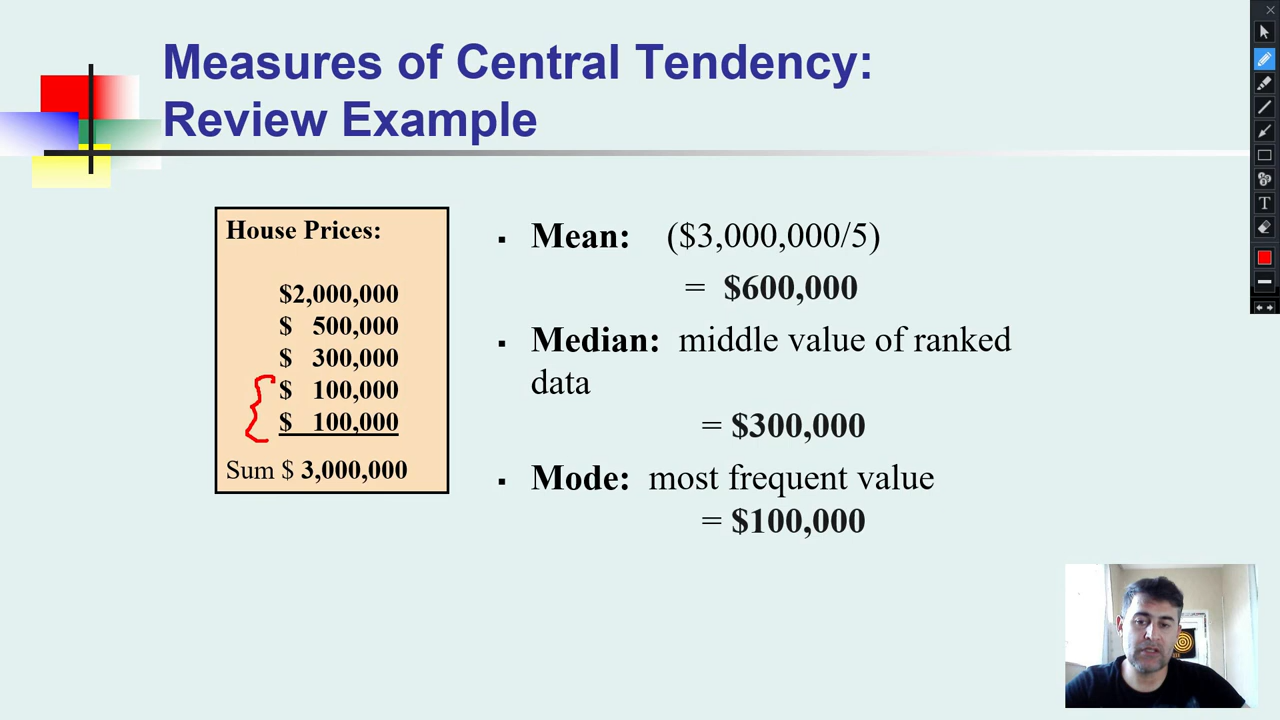 Measures of Central Tendency:
Review Example
House Prices:
$2,000,000
$ 500,000
$ 300,000
$ 100,000
$ 100,000
Sum $ 3,000,000
▪ Mean: ($3,000,000/5)
= $600,000
▪ Median: middle value of ranked
data
= $300,000
▪ Mode: most frequent value
= $100,000
T